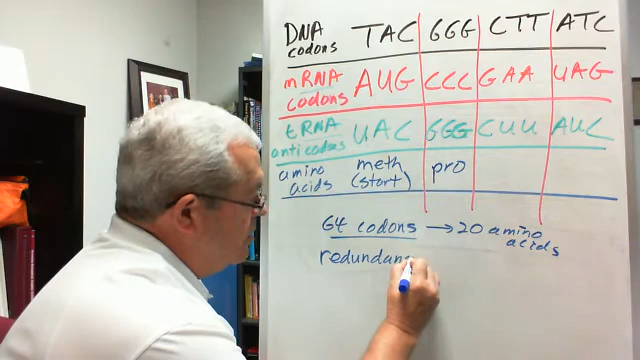 DNA codons TAC GGG CTT ATC
mRNA codons AUG CCC GAA UAG
tRNA anticodons UAC GGG CUU AUC
amino acids meth (start) pro
64 codons → 20 amino acids
redundan